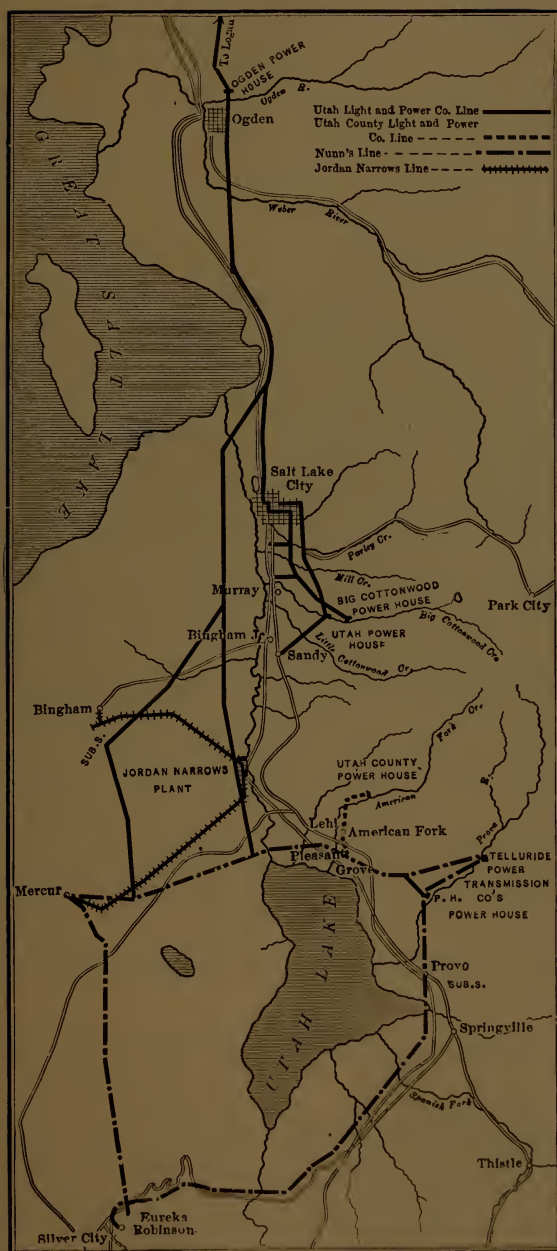 To Logan
OGDEN POWER
HOUSE
Ogden R.
Ogden
Utah Light and Power Co. Line
Utah County Light and Power
Co. Line
Nunn's Line
Jordan Narrows Line
Weber River
GREAT SALT LAKE
Salt Lake
City
Parley Cr.
Mill Cr.
Murray
BIG COTTONWOOD
POWER HOUSE
Park City
Big Cottonwood Cr.
Bingham J.
UTAH POWER
HOUSE
Sandy
Little Cottonwood Cr.
Bingham
SUB.S.
JORDAN NARROWS
PLANT
UTAH COUNTY
POWER HOUSE
American Fork Cr.
Lehi
American Fork
Provo R.
Pleasant
Grove
TELLURIDE
POWER
TRANSMISSION
CO'S
POWER HOUSE
P. H.
Mercur
UTAH LAKE
Provo
SUB.S.
Springville
Spanish Fork
Thistle
Eureka
Robinson
Silver City